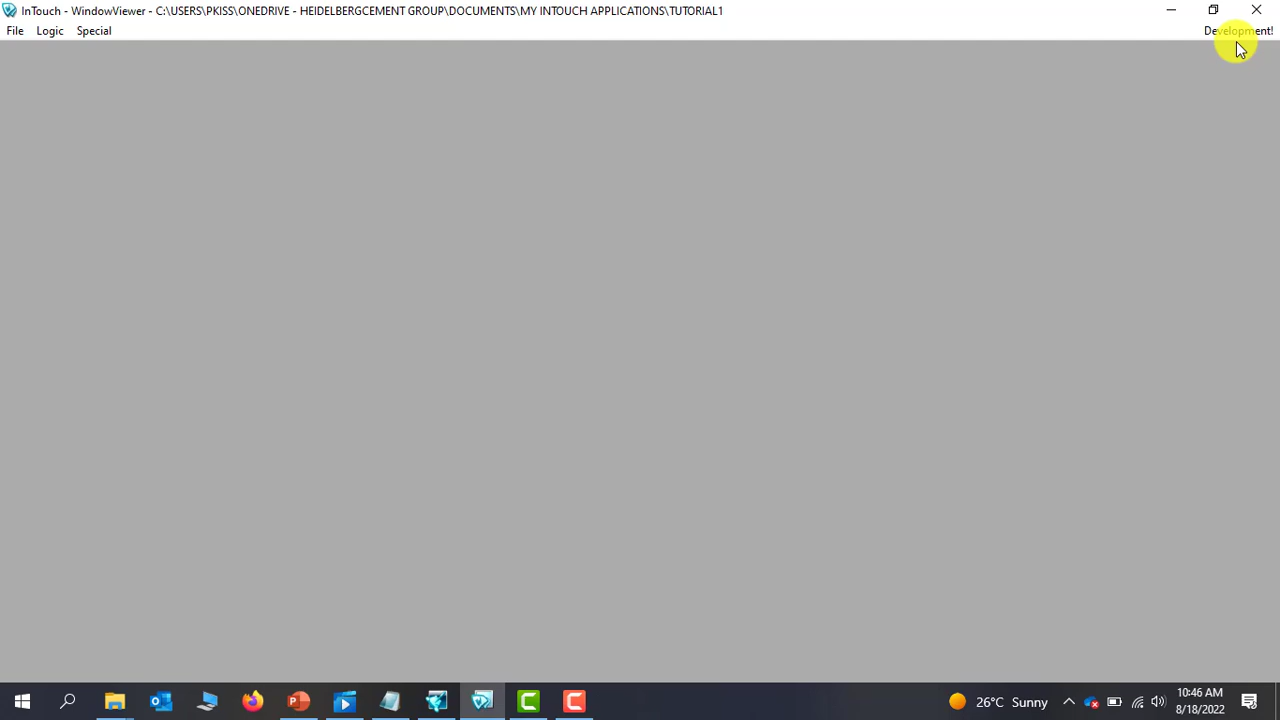 InTouch - WindowViewer - C:\USERS\PKISS\ONEDRIVE - HEIDELBERGCEMENT GROUP\DOCUMENTS\MY INTOUCH APPLICATIONS\TUTORIAL1
File Logic Special Development!
26°C Sunny
10:46 AM
8/18/2022